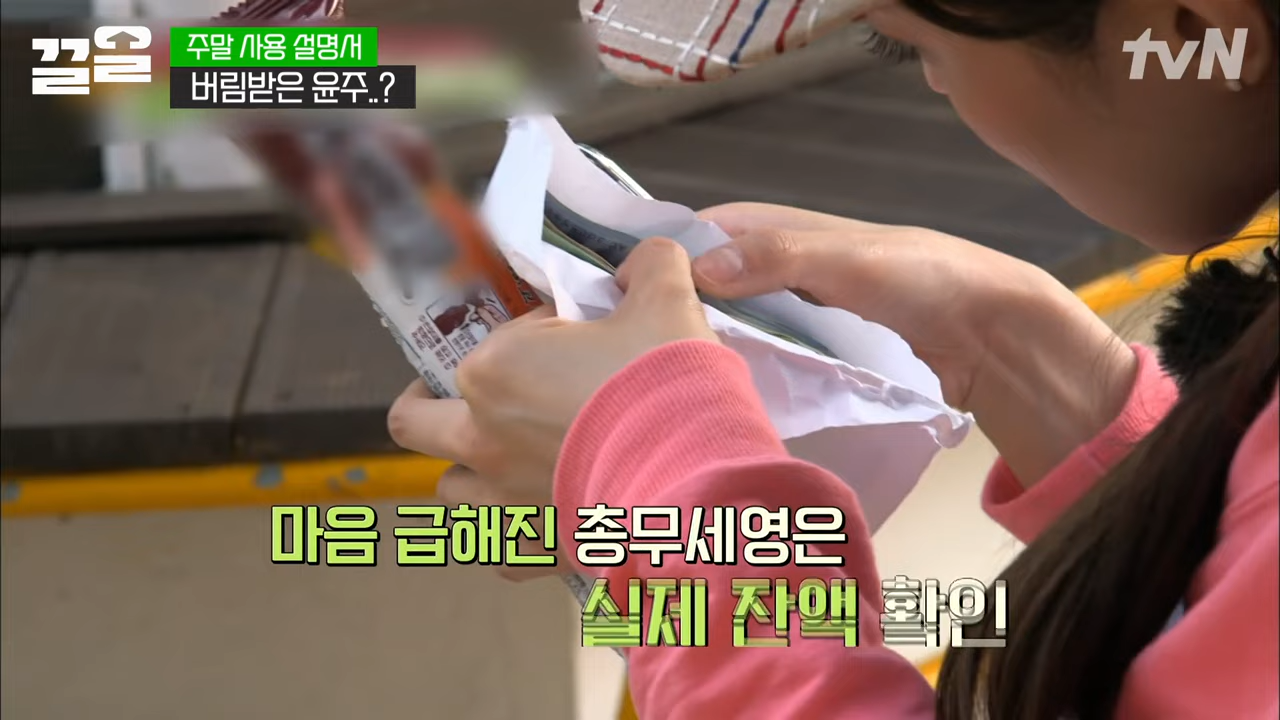 끌올
주말 사용 설명서
버림받은 윤주..?
tvN
마음 급해진 총무세영은
실제 잔액 확인